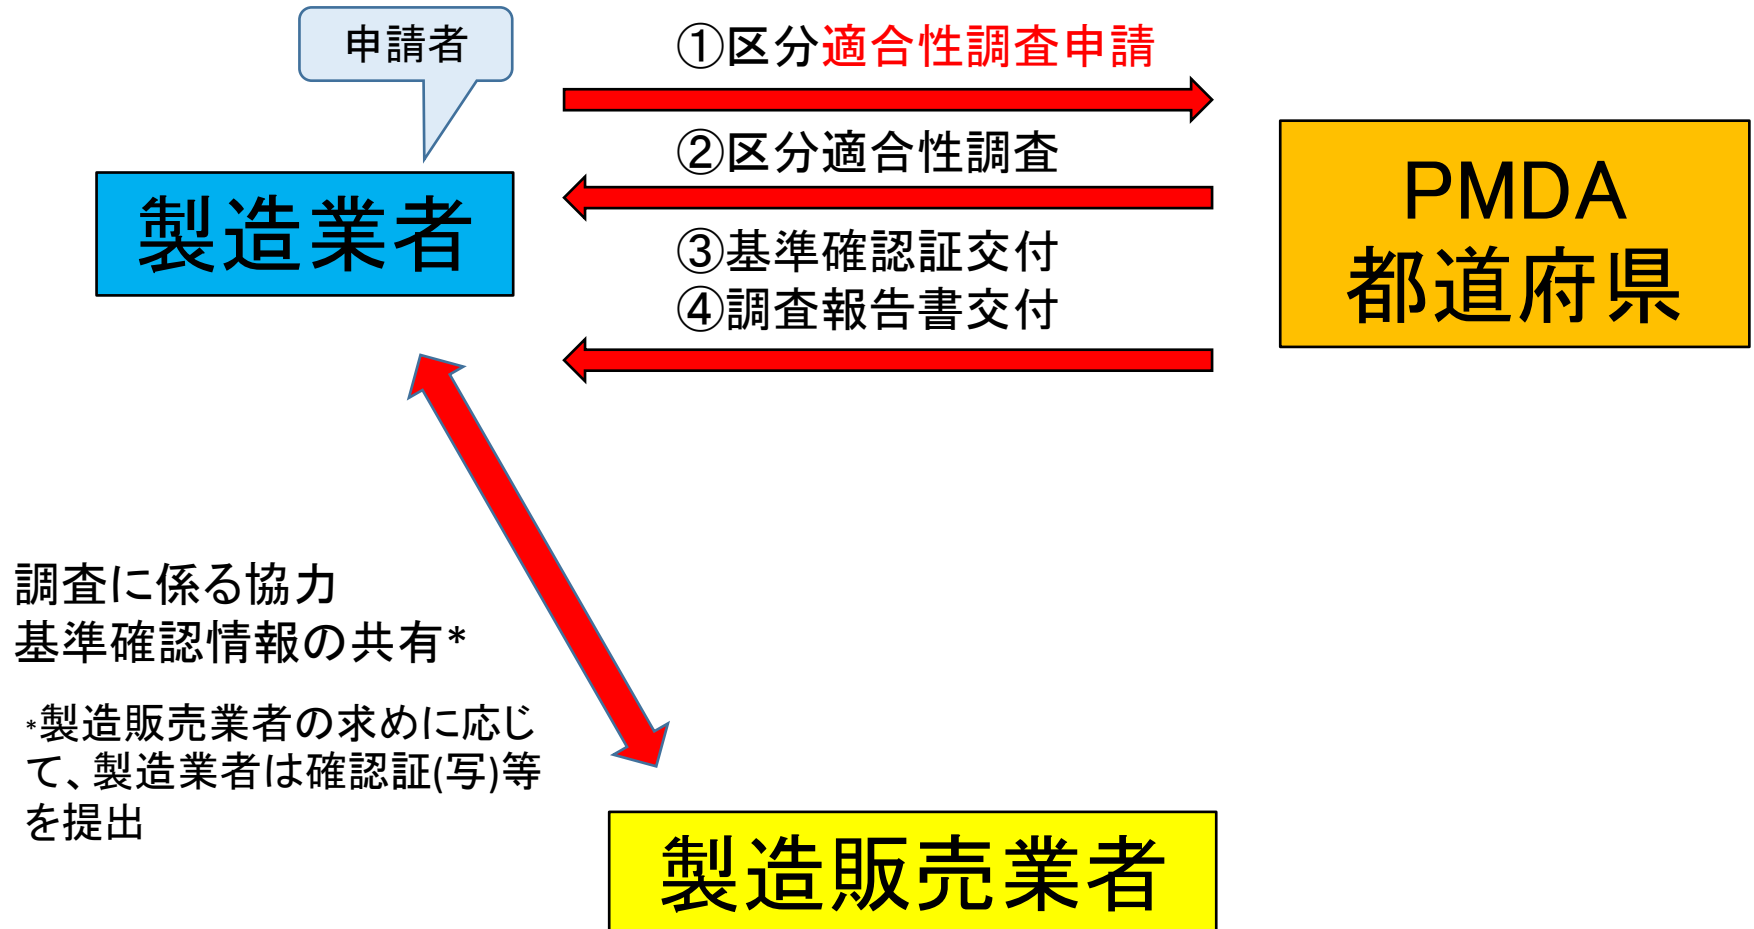 申請者
①区分適合性調査申請
②区分適合性調査
製造業者
PMDA
都道府県
③基準確認証交付
④調査報告書交付
調査に係る協力
基準確認情報の共有*
*製造販売業者の求めに応じ
て、製造業者は確認証(写)等
を提出
製造販売業者